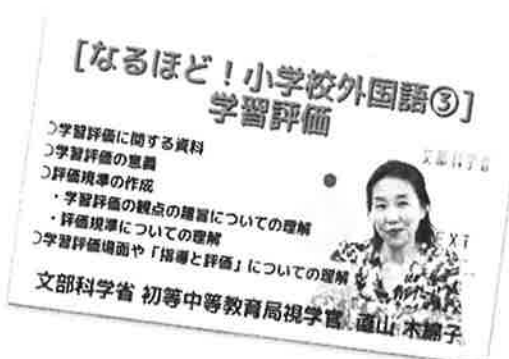 [なるほど!小学校外国語③]
学習評価
○学習評価に関する資料
○学習評価の意義
○評価規準の作成
・学習評価の観点の趣旨についての理解
・評価規準についての理解
○学習評価場面や「指導と評価」についての理解
文部科学省
文部科学省 初等中等教育局視学官 直山 木綿子